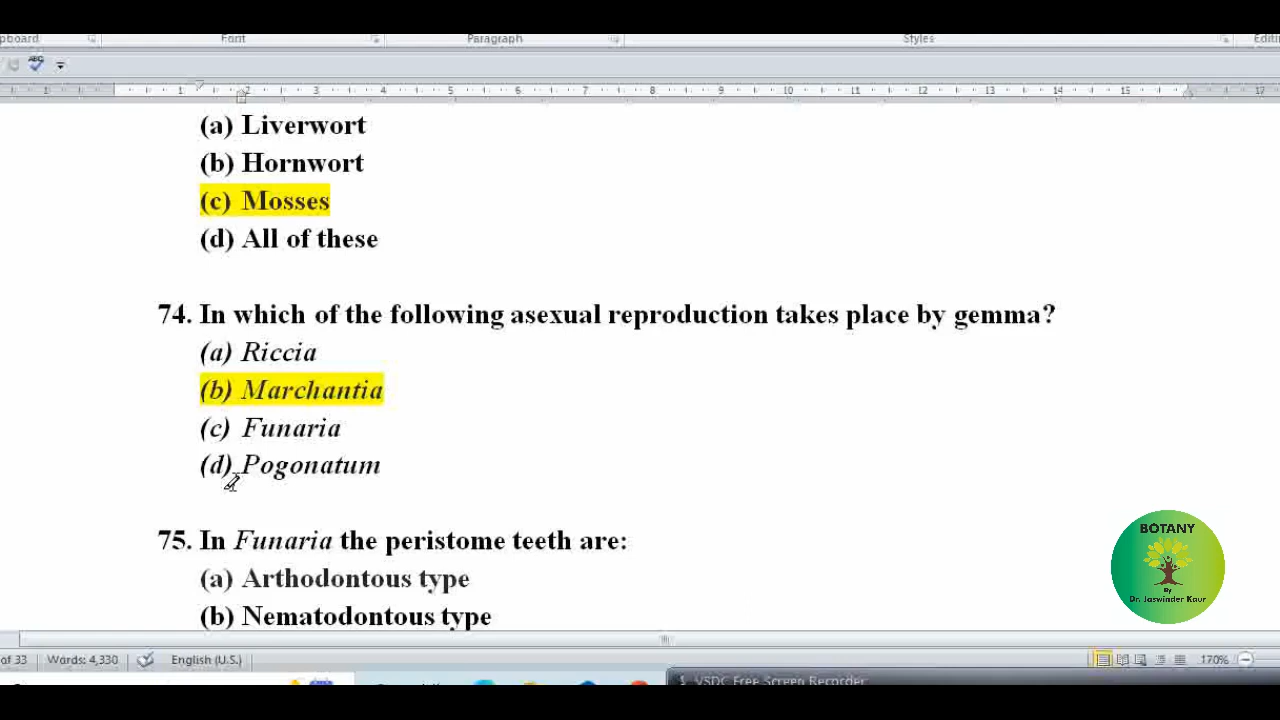 Font
Paragraph
Styles
(a) Liverwort
(b) Hornwort
(c) Mosses
(d) All of these
74. In which of the following asexual reproduction takes place by gemma?
(a) Riccia
(b) Marchantia
(c) Funaria
(d) Pogonatum
75. In Funaria the peristome teeth are:
(a) Arthodontous type
(b) Nematodontous type
BOTANY
By
Dr. Jaswinder Kaur
of 33 Words: 4,330 English (U.S.) 170%
VSDC Free Screen Recorder